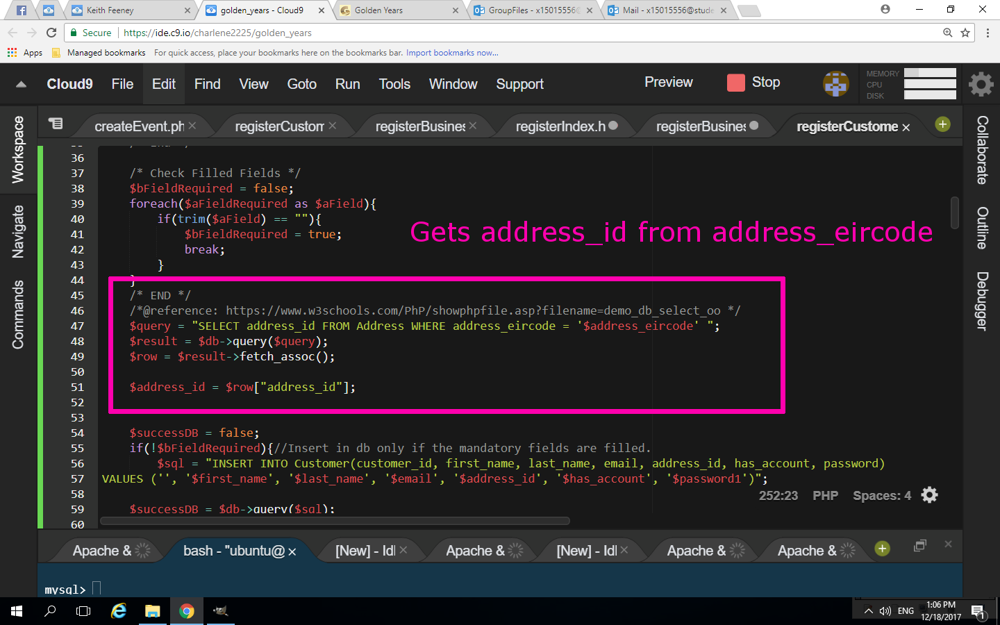 Keith Feeney
golden_years - Cloud9
Golden Years
GroupFiles - x15015556@
Mail - x15015556@stude
Secure
https://ide.c9.io/charlene2225/golden_years
Apps
Managed bookmarks
For quick access, place your bookmarks here on the bookmarks bar. Import bookmarks now...
Cloud9 File Edit Find View Goto Run Tools Window Support
Preview
Stop
MEMORY
CPU
DISK
Workspace
Navigate
Commands
createEvent.ph
registerCustom
registerBusines
registerIndex.h
registerBusines
registerCustome
Collaborate
Outline
Debugger
36
37 /* Check Filled Fields */
38 $bFieldRequired = false;
39 foreach($aFieldRequired as $aField){
40 if(trim($aField) == ""){
41 $bFieldRequired = true;
42 break;
43 }
44 }
Gets address_id from address_eircode
45 /* END */
46 /*@reference: https://www.w3schools.com/PhP/showphpfile.asp?filename=demo_db_select_oo */
47 $query = "SELECT address_id FROM Address WHERE address_eircode = '$address_eircode' ";
48 $result = $db->query($query);
49 $row = $result->fetch_assoc();
50
51 $address_id = $row["address_id"];
52
53
54 $successDB = false;
55 if(!$bFieldRequired){//Insert in db only if the mandatory fields are filled.
56 $sql = "INSERT INTO Customer(customer_id, first_name, last_name, email, address_id, has_account, password)
57 VALUES ('', '$first_name', '$last_name', '$email', '$address_id', '$has_account', '$password1')";
58
59 $successDB = $db->query($sql);
60
252:23 PHP Spaces: 4
Apache &
bash - "ubuntu@
[New] - Idl
Apache &
[New] - Idl
Apache &
Apache &
mysql>
ENG
1:06 PM
12/18/2017
1